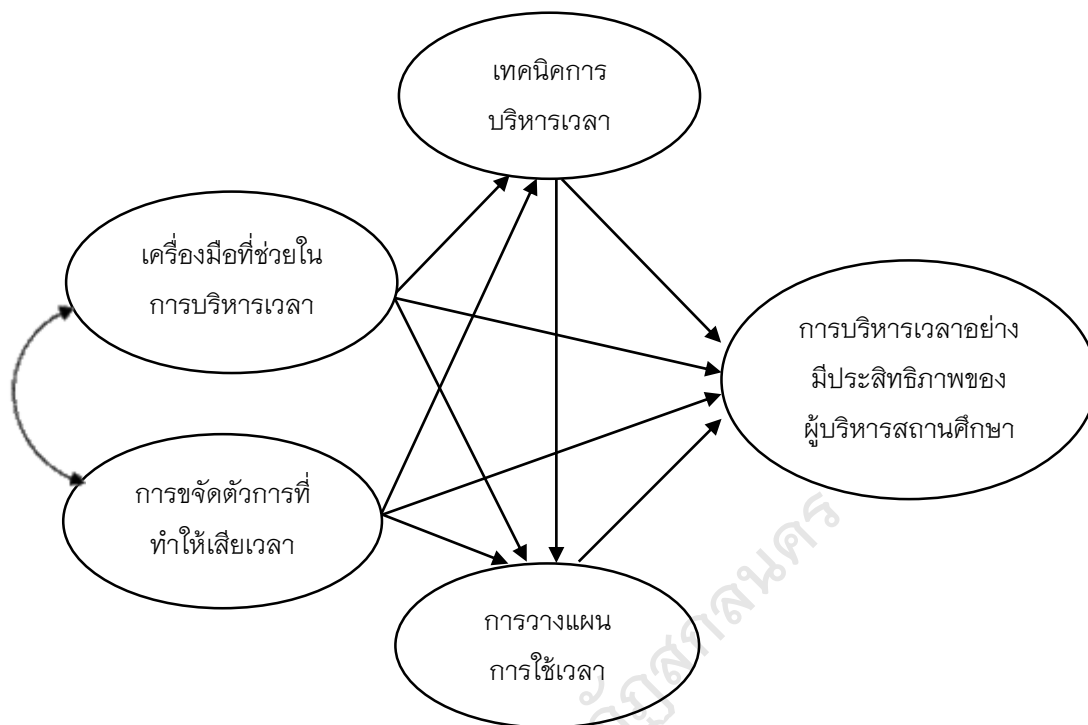 เทคนิคการ
บริหารเวลา
เครื่องมือที่ช่วยใน
การบริหารเวลา
การบริหารเวลาอย่าง
มีประสิทธิภาพของ
ผู้บริหารสถานศึกษา
การขจัดตัวการที่
ทำให้เสียเวลา
การวางแผน
การใช้เวลา